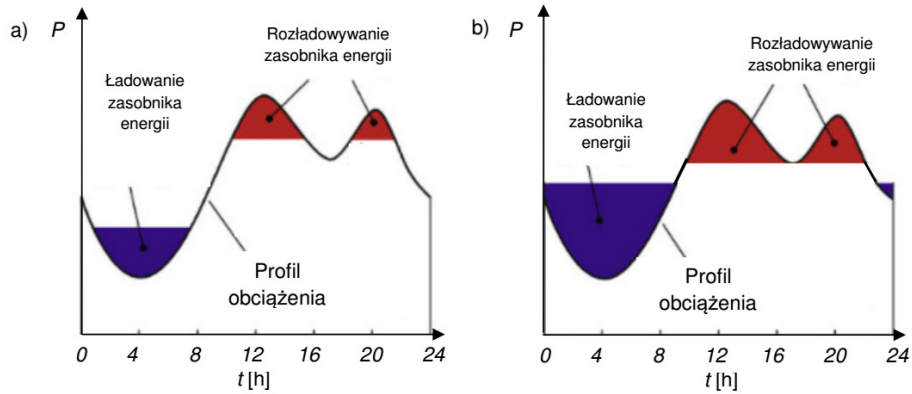 a)
P
Ładowanie
zasobnika
energii
Rozładowywanie
zasobnika energii
Profil
obciążenia
0 4 8 12 16 20 24
t [h]
b)
P
Ładowanie
zasobnika
energii
Rozładowywanie
zasobnika energii
Profil
obciążenia
0 4 8 12 16 20 24
t [h]